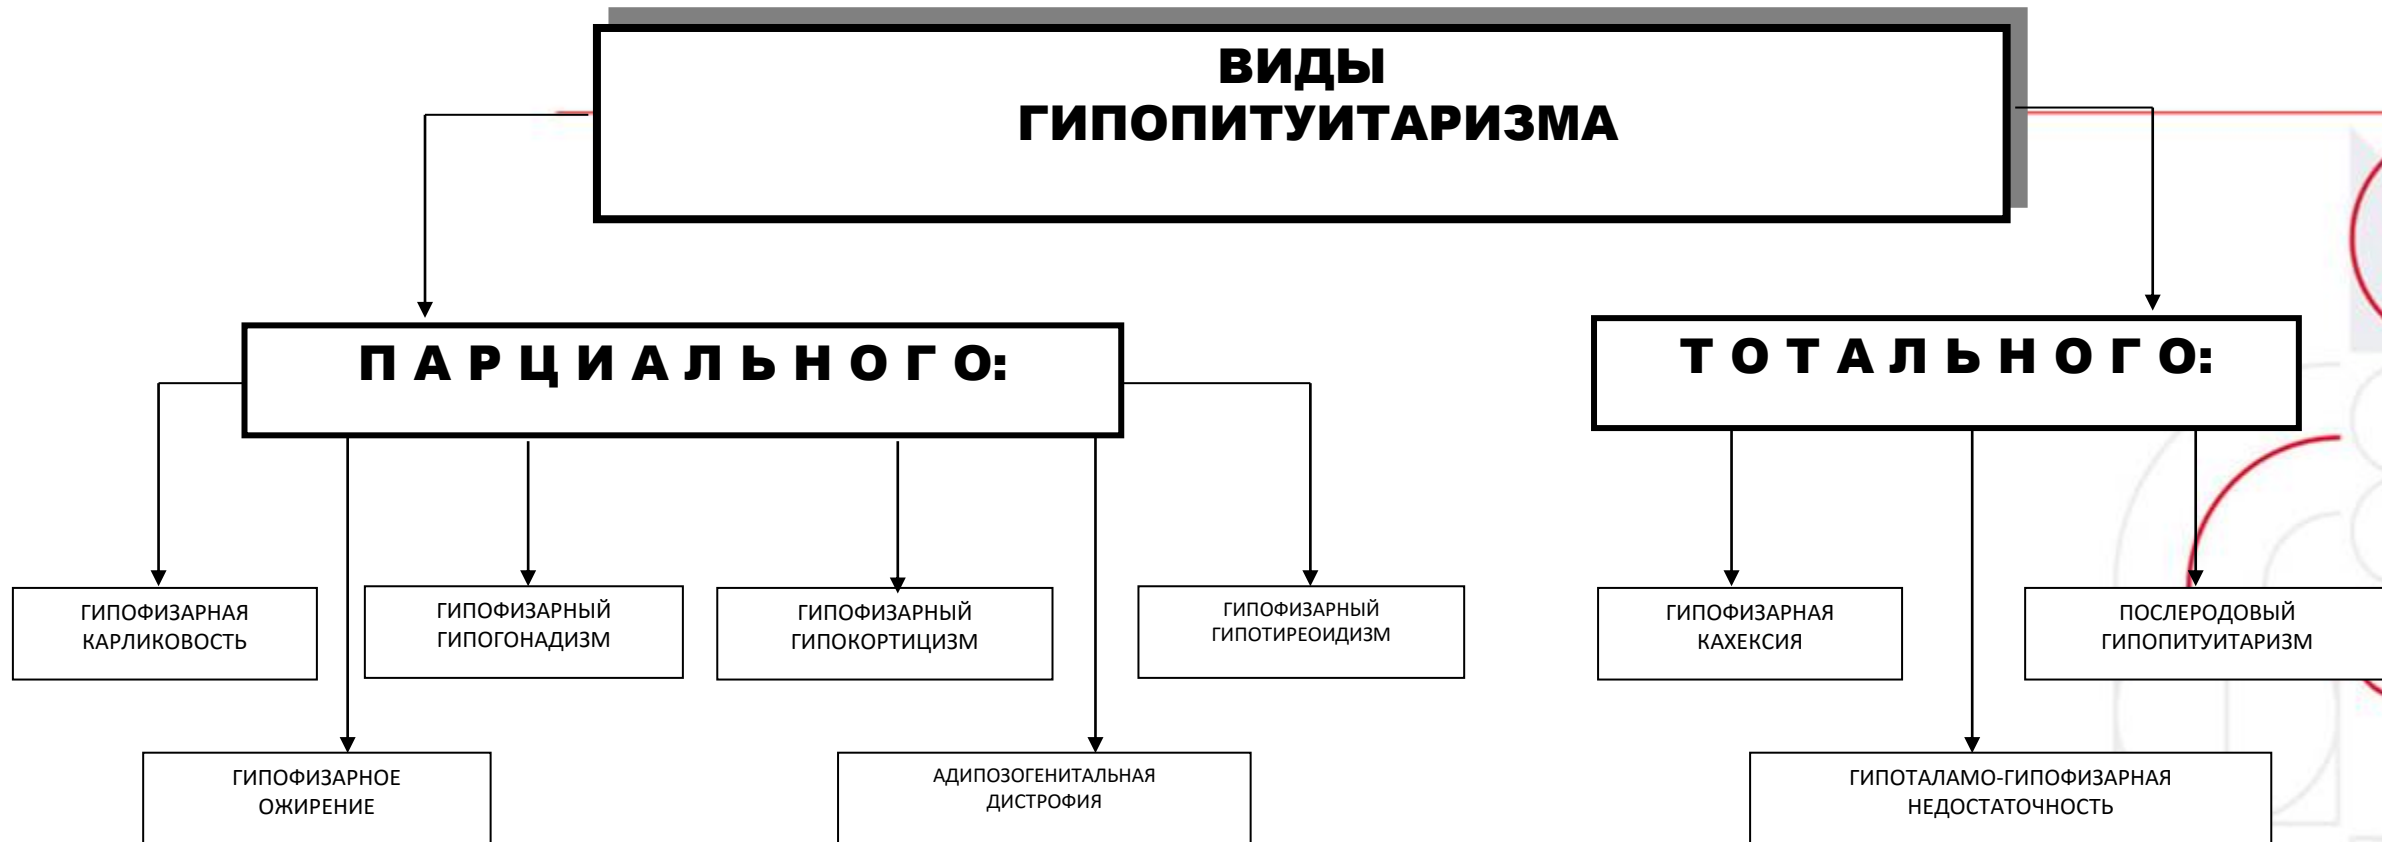 ВИДЫ
ГИПОПИТУИТАРИЗМА
П А Р Ц И А Л Ь Н О Г О:
Т О Т А Л Ь Н О Г О:
ГИПОФИЗАРНАЯ
КАРЛИКОВОСТЬ
ГИПОФИЗАРНЫЙ
ГИПОГОНАДИЗМ
ГИПОФИЗАРНЫЙ
ГИПОКОРТИЦИЗМ
ГИПОФИЗАРНЫЙ
ГИПОТИРЕОИДИЗМ
ГИПОФИЗАРНАЯ
КАХЕКСИЯ
ПОСЛЕРОДОВЫЙ
ГИПОПИТУИТАРИЗМ
ГИПОФИЗАРНОЕ
ОЖИРЕНИЕ
АДИПОЗОГЕНИТАЛЬНАЯ
ДИСТРОФИЯ
ГИПОТАЛАМО-ГИПОФИЗАРНАЯ
НЕДОСТАТОЧНОСТЬ